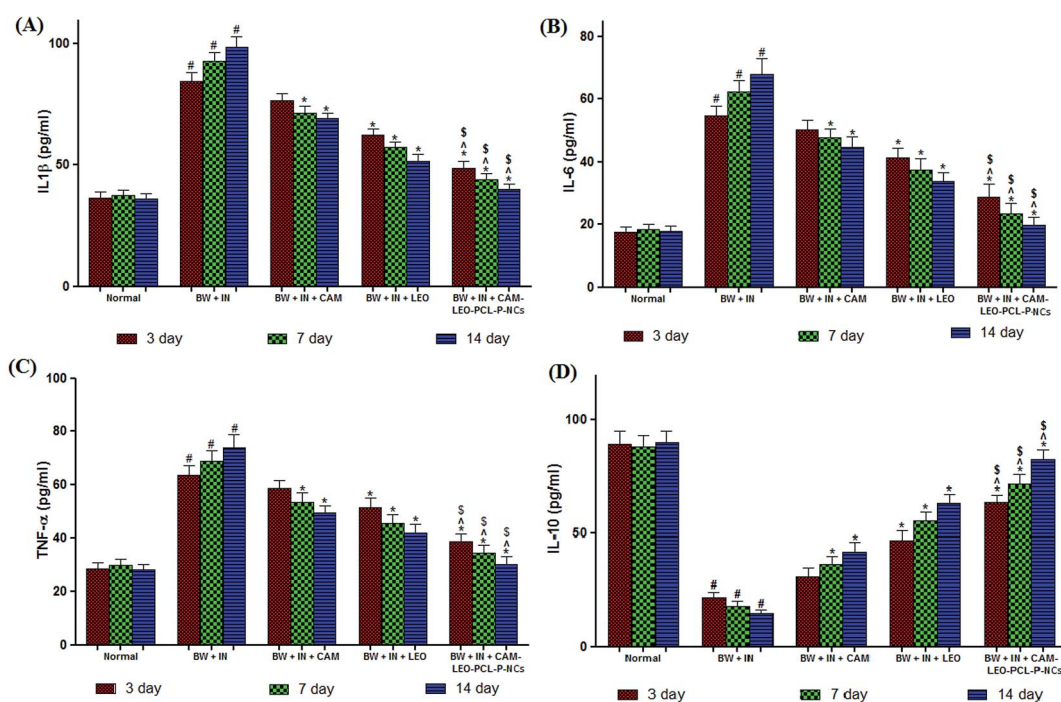 (A)
IL1β (pg/ml)
100
50
0
#
#
#
*
*
*
*
*
$
^
*
$
^
*
$
^
*
Normal
BW + IN
BW + IN + CAM
BW + IN + LEO
BW + IN + CAM-
LEO-PCL-P-NCs
3 day
7 day
14 day
(B)
IL-6 (pg/ml)
80
60
40
20
0
#
#
#
*
*
*
*
*
$
^
*
$
^
*
$
^
*
Normal
BW + IN
BW + IN + CAM
BW + IN + LEO
BW + IN + CAM-
LEO-PCL-P-NCs
3 day
7 day
14 day
(C)
TNF-α (pg/ml)
100
80
60
40
20
0
#
#
#
*
*
*
*
*
$
^
*
$
^
*
$
^
*
Normal
BW + IN
BW + IN + CAM
BW + IN + LEO
BW + IN + CAM-
LEO-PCL-P-NCs
3 day
7 day
14 day
(D)
IL-10 (pg/ml)
100
50
0
#
#
#
*
*
*
*
*
$
^
*
$
^
*
$
^
*
Normal
BW + IN
BW + IN + CAM
BW + IN + LEO
BW + IN + CAM-
LEO-PCL-P-NCs
3 day
7 day
14 day